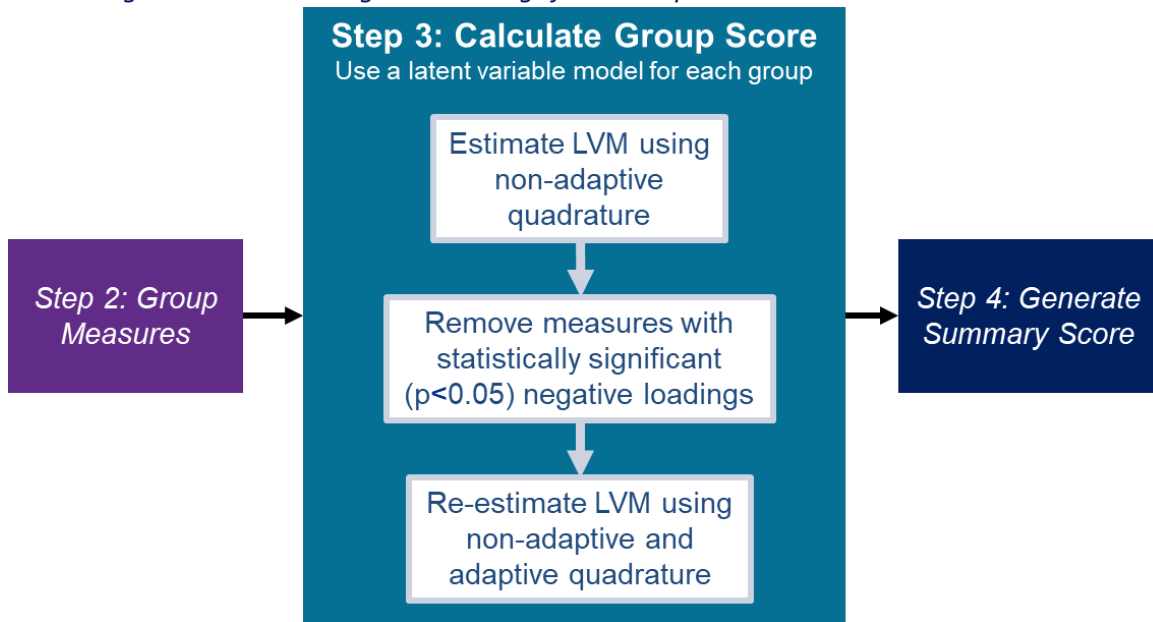 Step 3: Calculate Group Score
Use a latent variable model for each group
Estimate LVM using
non-adaptive
quadrature
Step 2: Group
Measures
Remove measures with
statistically significant
(p<0.05) negative loadings
Step 4: Generate
Summary Score
Re-estimate LVM using
non-adaptive and
adaptive quadrature